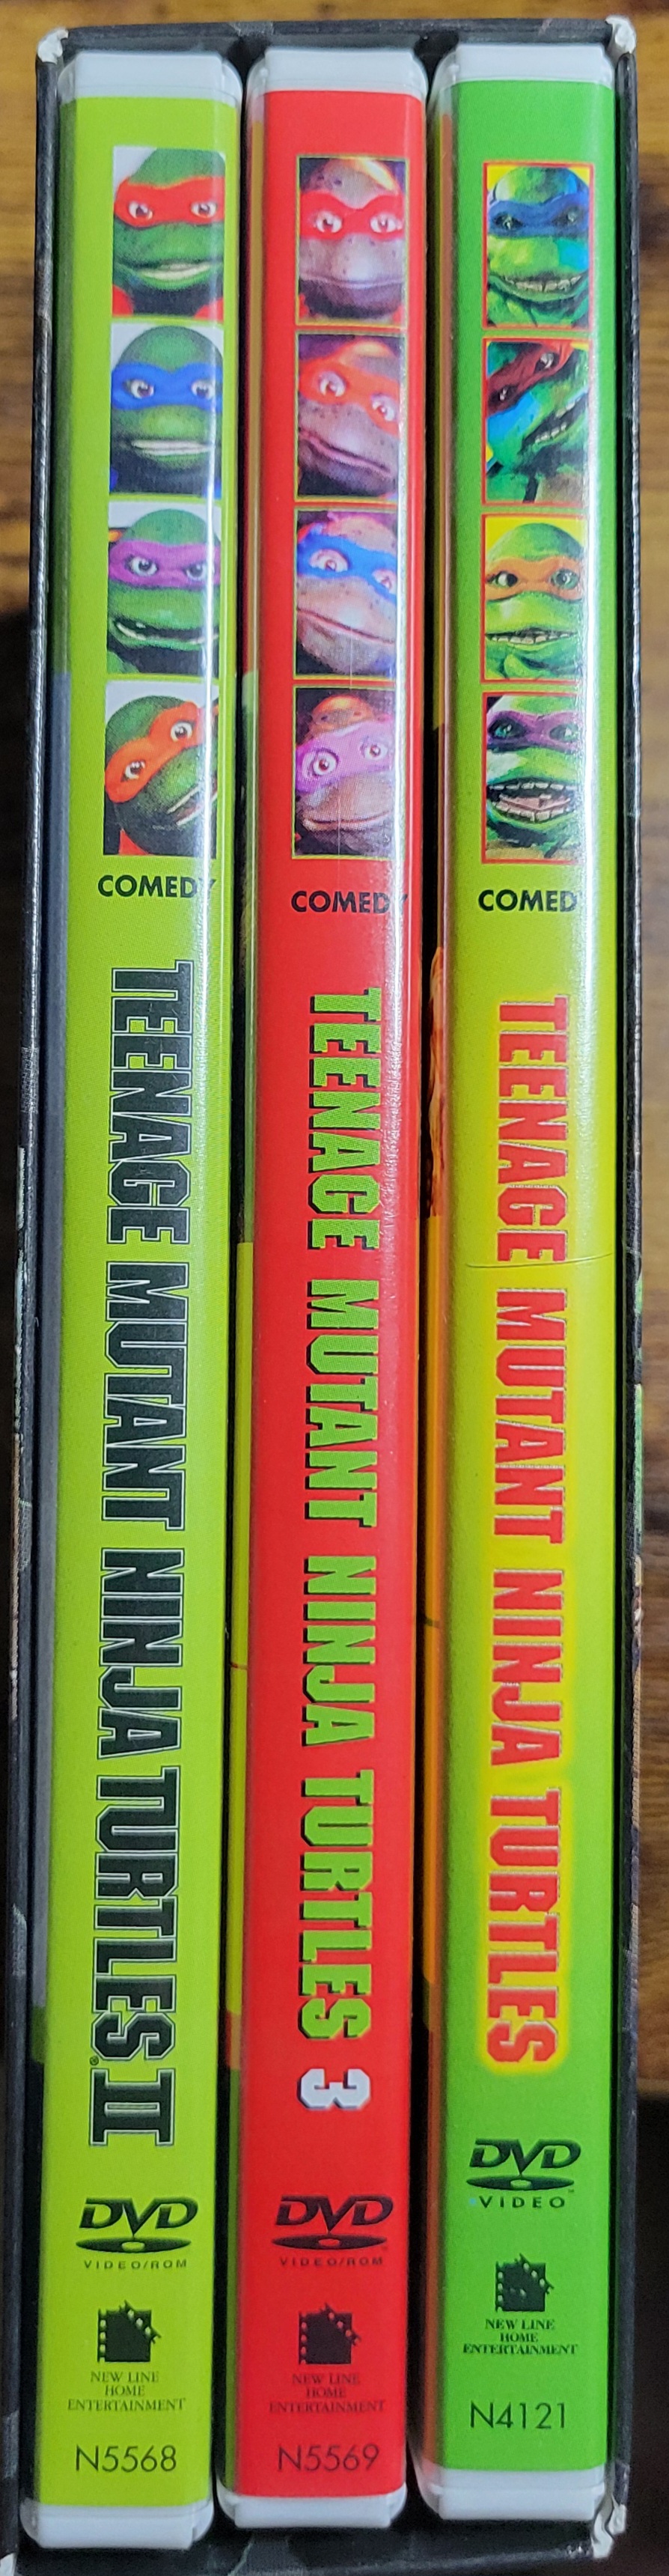 COMEDY
TEENAGE MUTANT NINJA TURTLES® II
DVD
VIDEO/ROM
NEW LINE
HOME
ENTERTAINMENT
N5568
COMEDY
TEENAGE MUTANT NINJA TURTLES 3
DVD
VIDEO/ROM
NEW LINE
HOME
ENTERTAINMENT
N5569
COMED
TEENAGE MUTANT NINJA TURTLES
DVD
VIDEO™
NEW LINE
HOME
ENTERTAINMENT
N4121